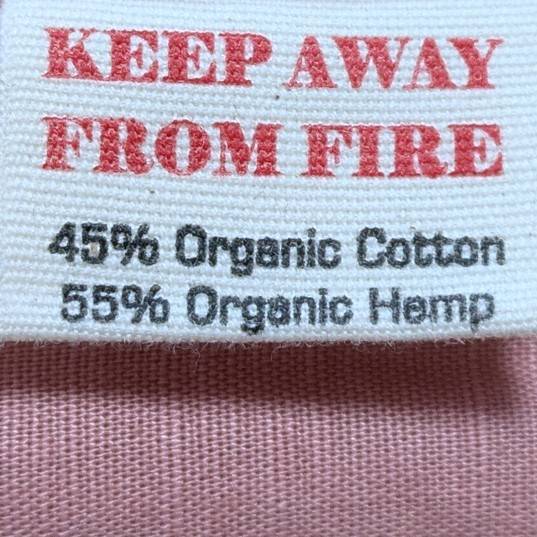 KEEP AWAY
FROM FIRE
45% Organic Cotton
55% Organic Hemp